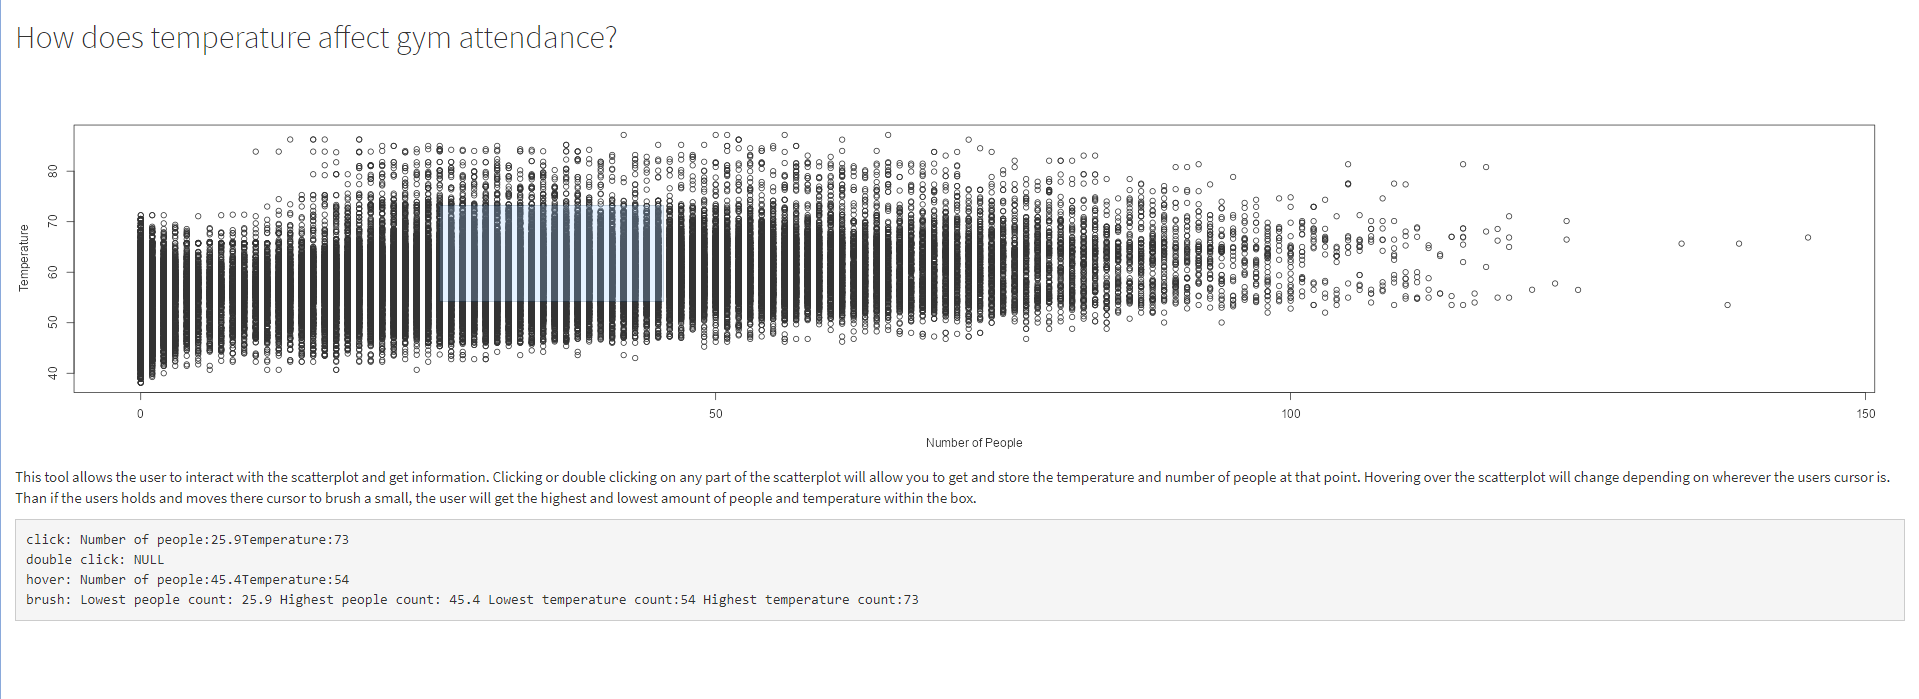 How does temperature affect gym attendance?
80
70
60
50
40
Temperature
0 50 100 150
Number of People
This tool allows the user to interact with the scatterplot and get information. Clicking or double clicking on any part of the scatterplot will allow you to get and store the temperature and number of people at that point. Hovering over the scatterplot will change depending on wherever the users cursor is.
Than if the users holds and moves there cursor to brush a small, the user will get the highest and lowest amount of people and temperature within the box.
click: Number of people:25.9Temperature:73
double click: NULL
hover: Number of people:45.4Temperature:54
brush: Lowest people count: 25.9 Highest people count: 45.4 Lowest temperature count:54 Highest temperature count:73